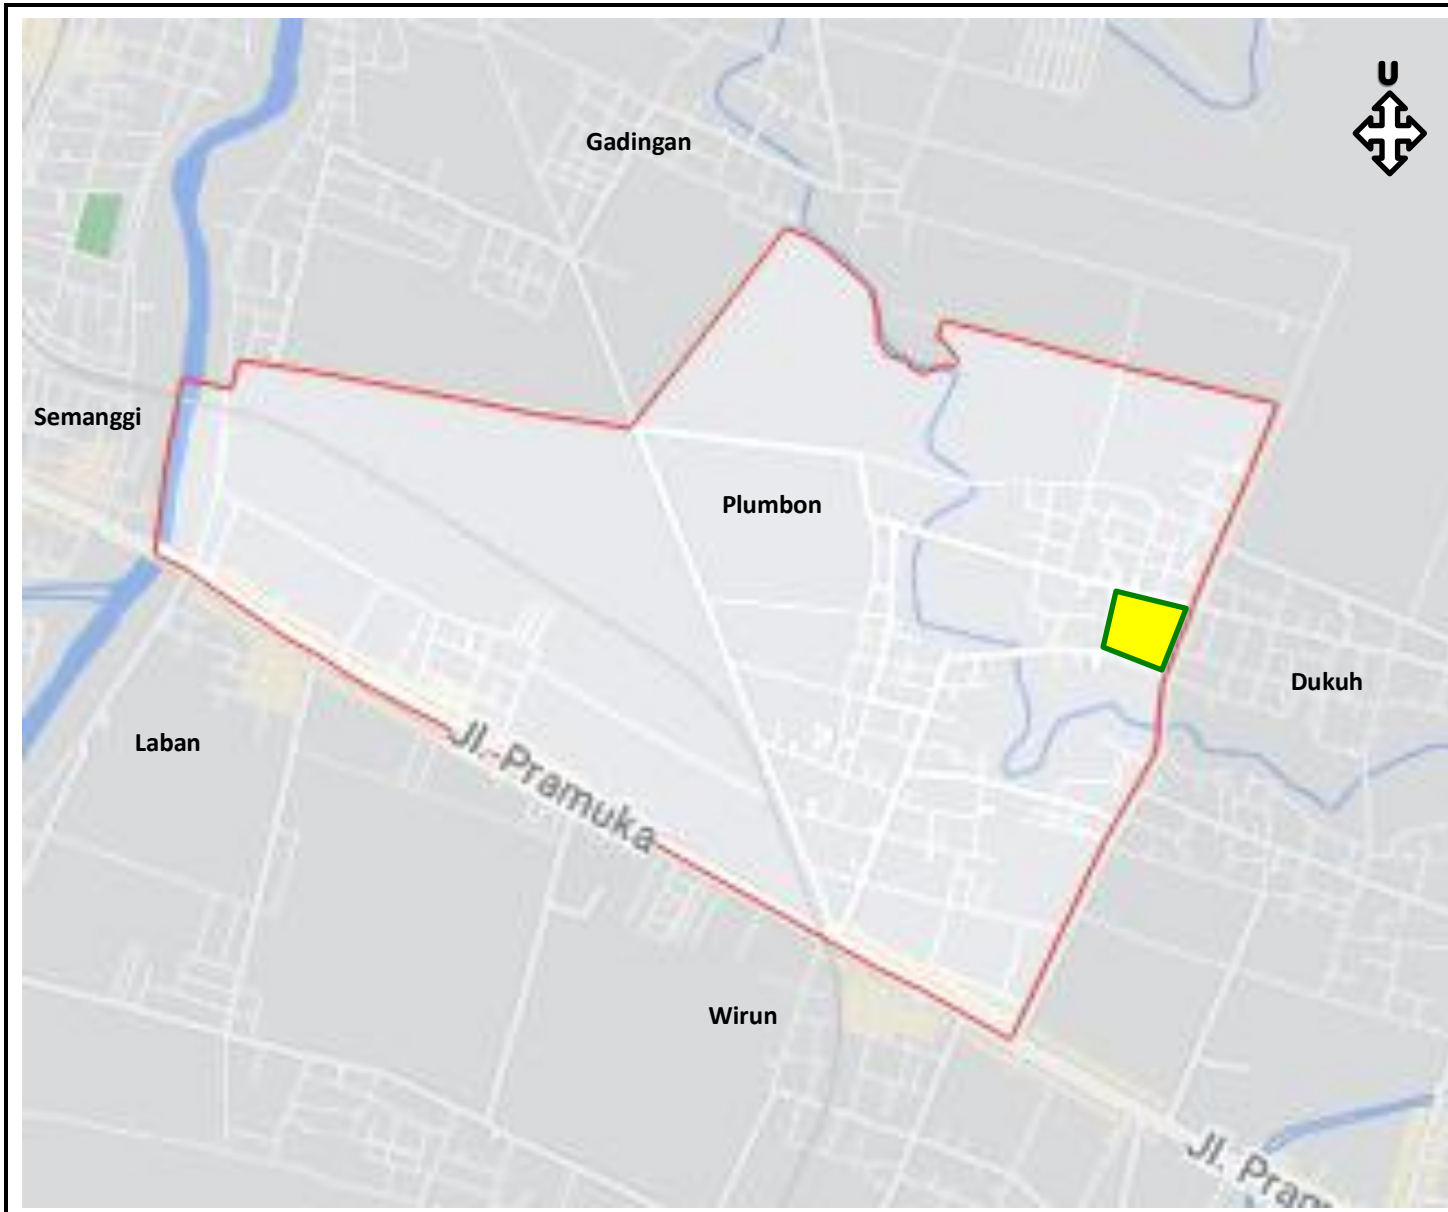 U
Gadingan
Semanggi
Plumbon
Dukuh
Laban
Jl. Pramuka
Wirun
Jl. Pram